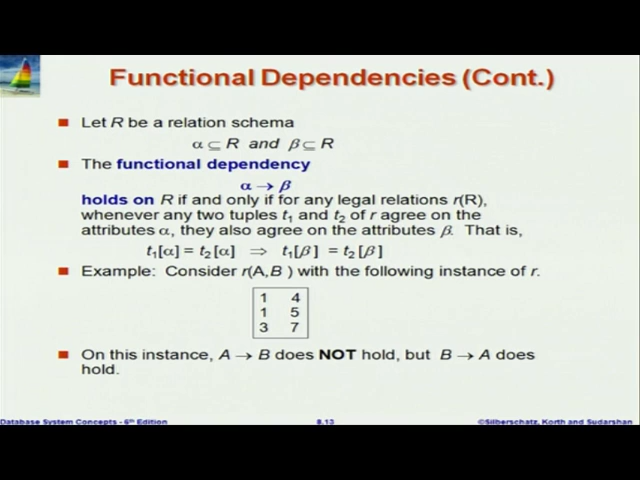 Functional Dependencies (Cont.)
Let R be a relation schema
α ⊆ R and β ⊆ R
The functional dependency
α → β
holds on R if and only if for any legal relations r(R),
whenever any two tuples t1 and t2 of r agree on the
attributes α, they also agree on the attributes β. That is,
t1[α] = t2 [α] ⇒ t1[β ] = t2 [β ]
Example: Consider r(A,B ) with the following instance of r.
1 4
1 5
3 7
On this instance, A → B does NOT hold, but B → A does
hold.
Database System Concepts - 6th Edition 8.13 ©Silberschatz, Korth and Sudarshan